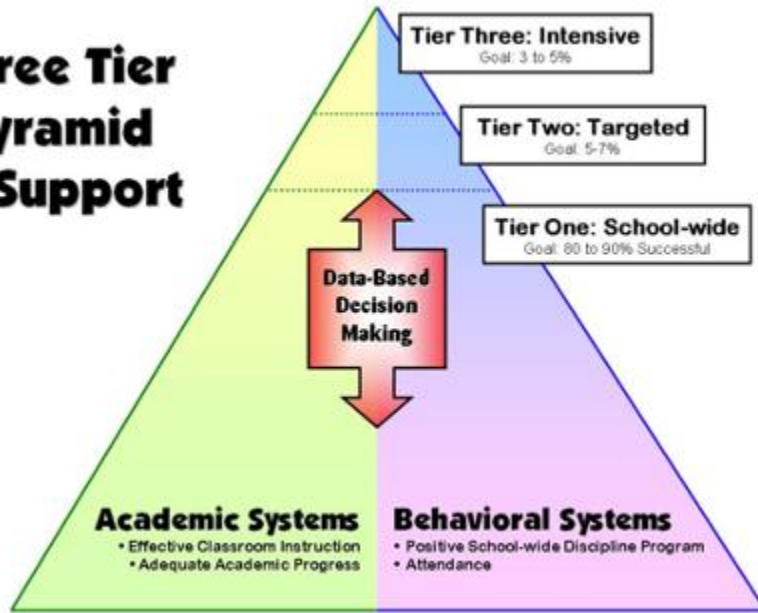 ree Tier
yramid
Support
Tier Three: Intensive
Goal: 3 to 5%
Tier Two: Targeted
Goal: 5-7%
Tier One: School-wide
Goal: 80 to 90% Successful
Data-Based
Decision
Making
Academic Systems
• Effective Classroom Instruction
• Adequate Academic Progress
Behavioral Systems
• Positive School-wide Discipline Program
• Attendance